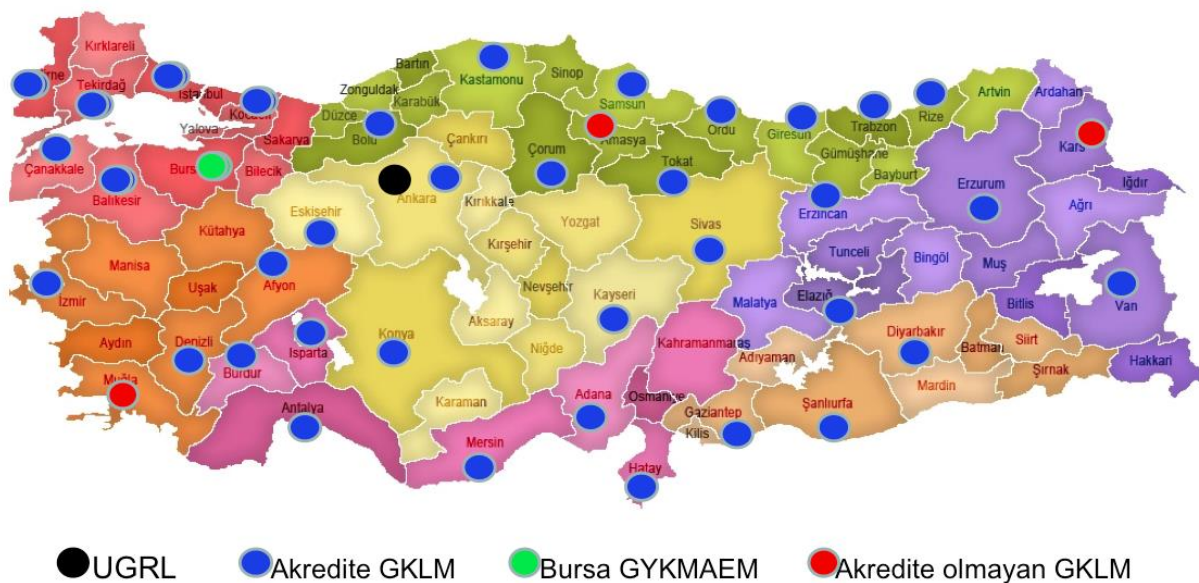 Kırklareli
Bartın
Sinop
Kastamonu
Zonguldak
Tekirdağ
Karabük
Samsun
Artvin
Ardahan
Düzce
Ordu
Giresun
Trabzon
Rize
Kars
Yalova
Sakarya
Bolu
Çankırı
Çorum
Amasya
Tokat
Gümüşhane
Bayburt
Çanakkale
Bilecik
Ankara
Kırıkkale
Erzurum
Iğdır
Balıkesir
Eskişehir
Yozgat
Sivas
Erzincan
Ağrı
Kütahya
Kırşehir
Tunceli
Bingöl
Muş
Manisa
Uşak
Afyon
Nevşehir
Kayseri
Malatya
Elazığ
Bitlis
Van
İzmir
Aksaray
Konya
Isparta
Diyarbakır
Batman
Siirt
Aydın
Denizli
Burdur
Niğde
Kahramanmaraş
Adıyaman
Şırnak
Hakkari
Muğla
Karaman
Adana
Osmaniye
Gaziantep
Şanlıurfa
Mardin
Antalya
Mersin
Kilis
Hatay
UGRL
Akredite GKLM
Bursa GYKMAEM
Akredite olmayan GKLM